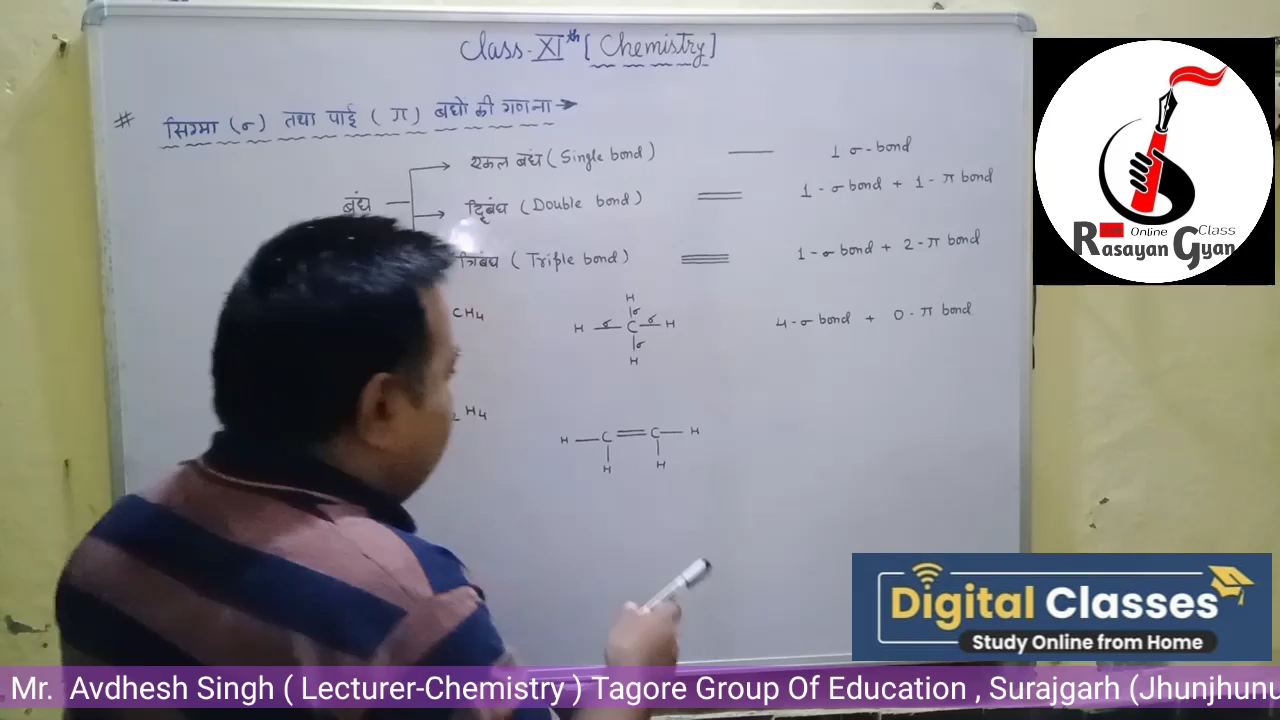 Class-XIth [Chemistry]
# सिग्मा (σ) तथा पाई (π) बंधो की गणना →
एकल बंध (Single bond) — 1 σ-bond
बंध द्विबंध (Double bond) = 1-σ bond + 1-π bond
त्रिबंध (Triple bond) ≡ 1-σ bond + 2-π bond
H
σ
CH4 H σ C σ H 4-σ bond + 0-π bond
σ
H
2H4 H — C = C — H
H H
Online Class
Rasayan Gyan
Digital Classes
Study Online from Home
Mr. Avdhesh Singh ( Lecturer-Chemistry ) Tagore Group Of Education , Surajgarh (Jhunjhunu